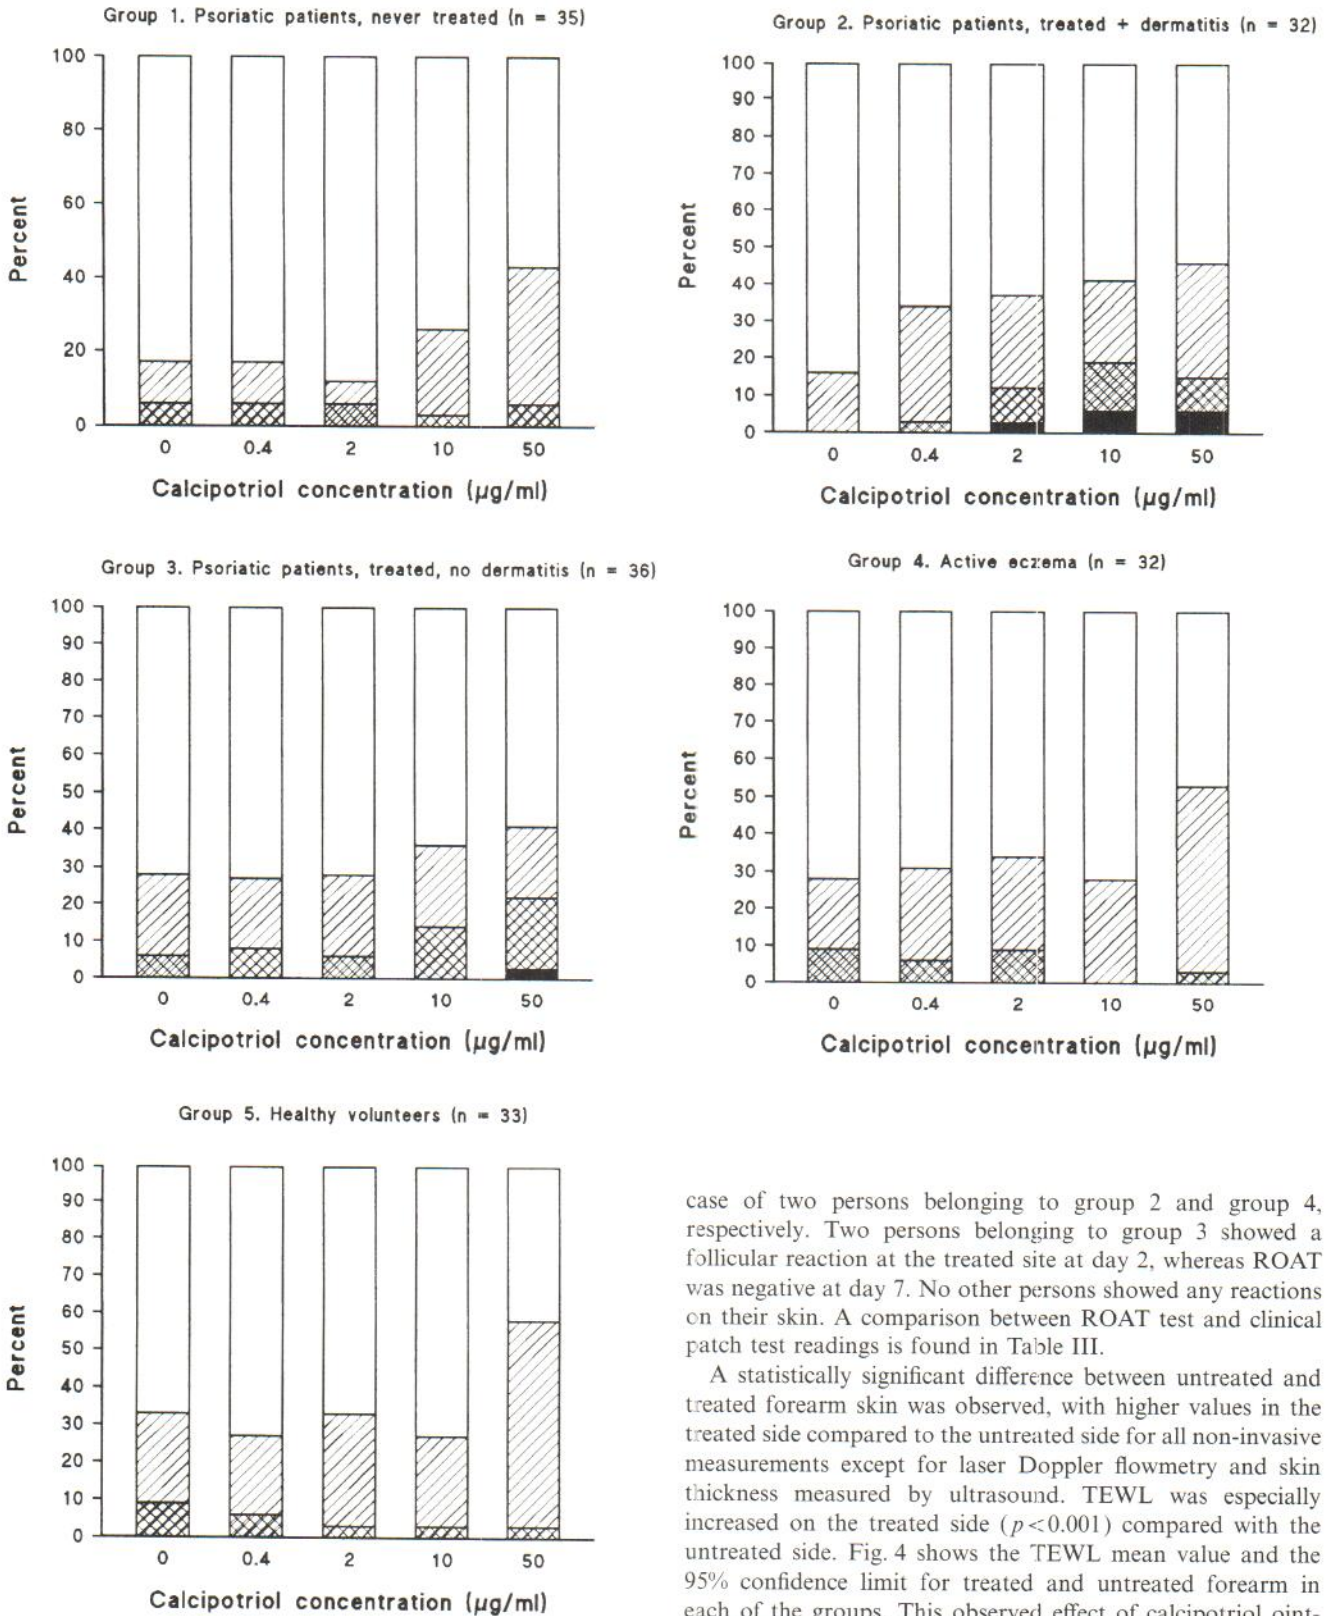 Group 1. Psoriatic patients, never treated (n = 35)
100
80
60
40
20
0
Percent
0 0.4 2 10 50
Calcipotriol concentration (µg/ml)
Group 2. Psoriatic patients, treated + dermatitis (n = 32)
100
90
80
70
60
50
40
30
20
10
0
Percent
0 0.4 2 10 50
Calcipotriol concentration (µg/ml)
Group 3. Psoriatic patients, treated, no dermatitis (n = 36)
100
90
80
70
60
50
40
30
20
10
0
Percent
0 0.4 2 10 50
Calcipotriol concentration (µg/ml)
Group 4. Active eczema (n = 32)
100
90
80
70
60
50
40
30
20
10
0
Percent
0 0.4 2 10 50
Calcipotriol concentration (µg/ml)
Group 5. Healthy volunteers (n = 33)
100
90
80
70
60
50
40
30
20
10
0
Percent
0 0.4 2 10 50
Calcipotriol concentration (µg/ml)
case of two persons belonging to group 2 and group 4,
respectively. Two persons belonging to group 3 showed a
follicular reaction at the treated site at day 2, whereas ROAT
was negative at day 7. No other persons showed any reactions
on their skin. A comparison between ROAT test and clinical
patch test readings is found in Table III.
A statistically significant difference between untreated and
treated forearm skin was observed, with higher values in the
treated side compared to the untreated side for all non-invasive
measurements except for laser Doppler flowmetry and skin
thickness measured by ultrasound. TEWL was especially
increased on the treated side (p<0.001) compared with the
untreated side. Fig. 4 shows the TEWL mean value and the
95% confidence limit for treated and untreated forearm in
each of the groups. This observed effect of calcipotriol oint-